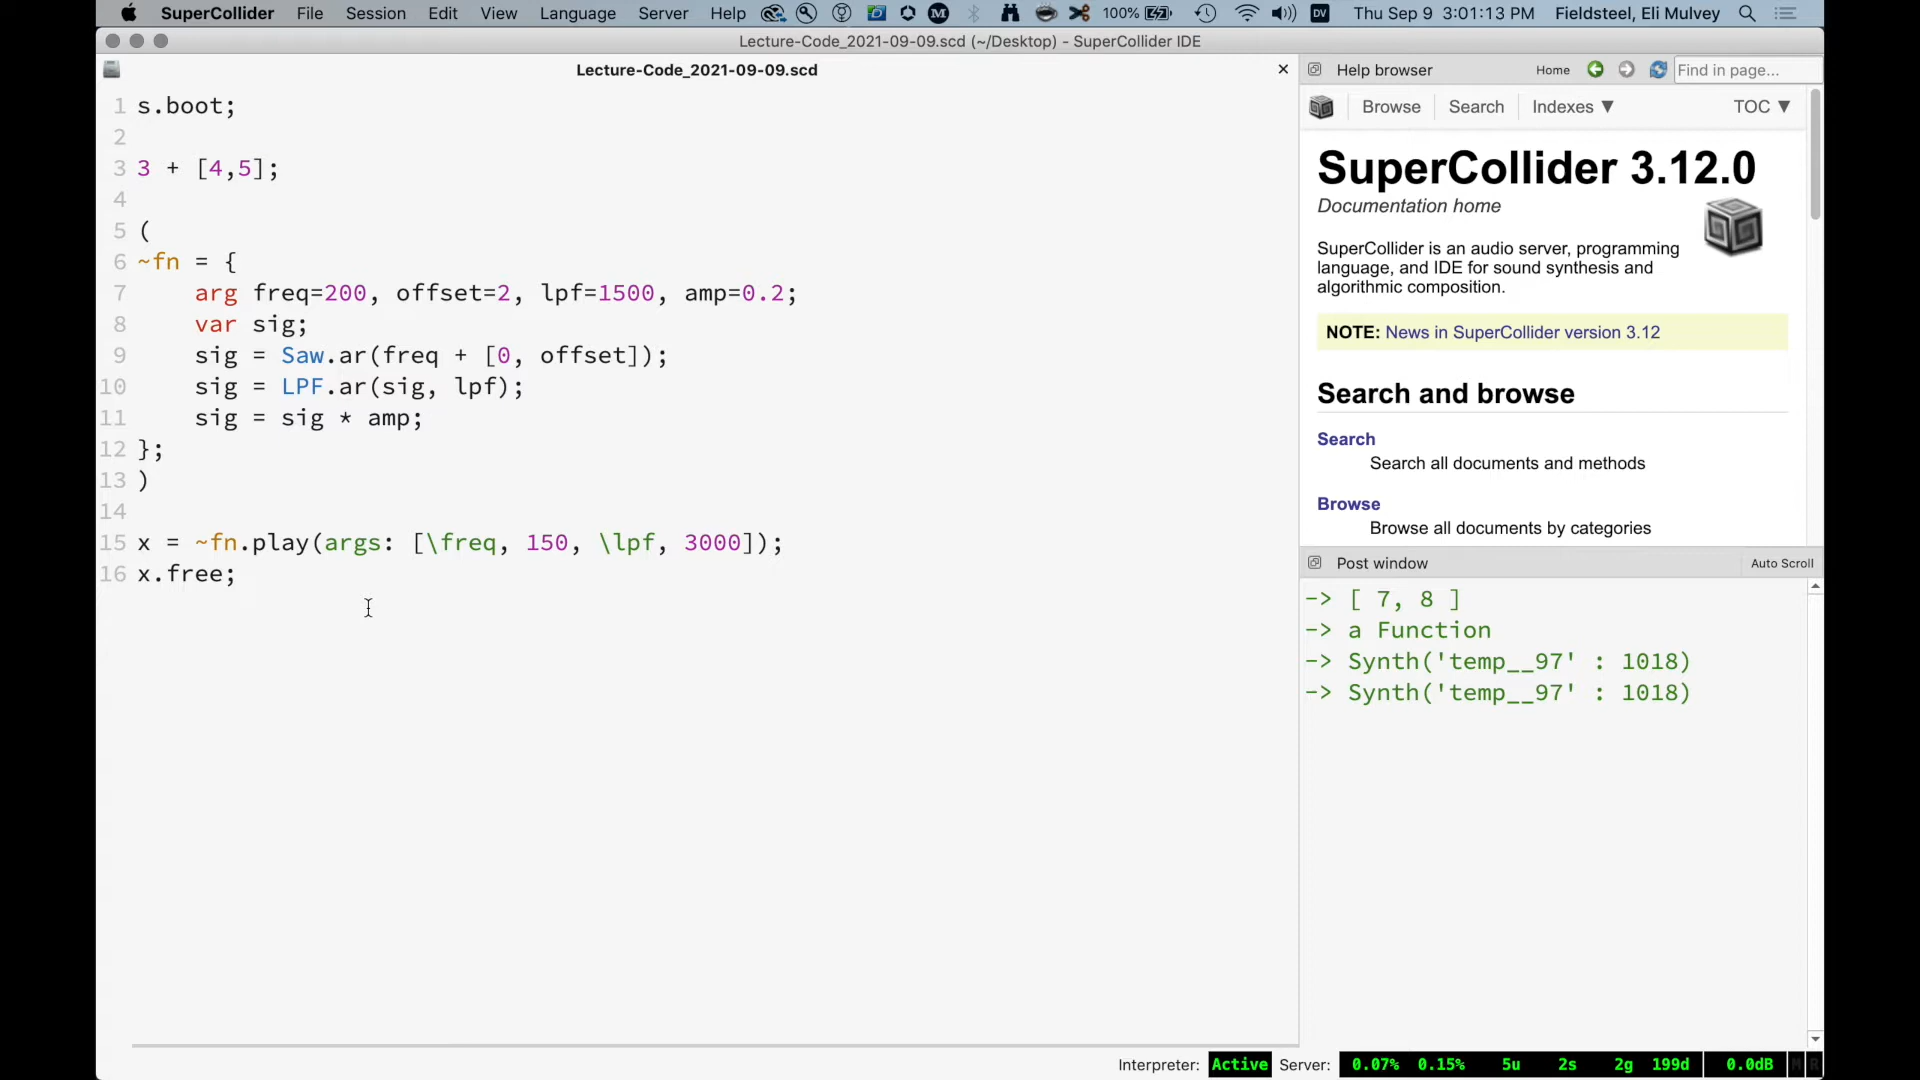 SuperCollider File Session Edit View Language Server Help 100% Thu Sep 9 3:01:13 PM Fieldsteel, Eli Mulvey
Lecture-Code_2021-09-09.scd (~/Desktop) - SuperCollider IDE
Lecture-Code_2021-09-09.scd
1 s.boot;
2
3 3 + [4,5];
4
5 (
6 ~fn = {
7 arg freq=200, offset=2, lpf=1500, amp=0.2;
8 var sig;
9 sig = Saw.ar(freq + [0, offset]);
10 sig = LPF.ar(sig, lpf);
11 sig = sig * amp;
12 };
13 )
14
15 x = ~fn.play(args: [\freq, 150, \lpf, 3000]);
16 x.free;
Help browser Home Find in page...
Browse Search Indexes ▼ TOC ▼
SuperCollider 3.12.0
Documentation home
SuperCollider is an audio server, programming
language, and IDE for sound synthesis and
algorithmic composition.
NOTE: News in SuperCollider version 3.12
Search and browse
Search
Search all documents and methods
Browse
Browse all documents by categories
Post window Auto Scroll
-> [ 7, 8 ]
-> a Function
-> Synth('temp__97' : 1018)
-> Synth('temp__97' : 1018)
Interpreter: Active Server: 0.07% 0.15% 5u 2s 2g 199d 0.0dB M R